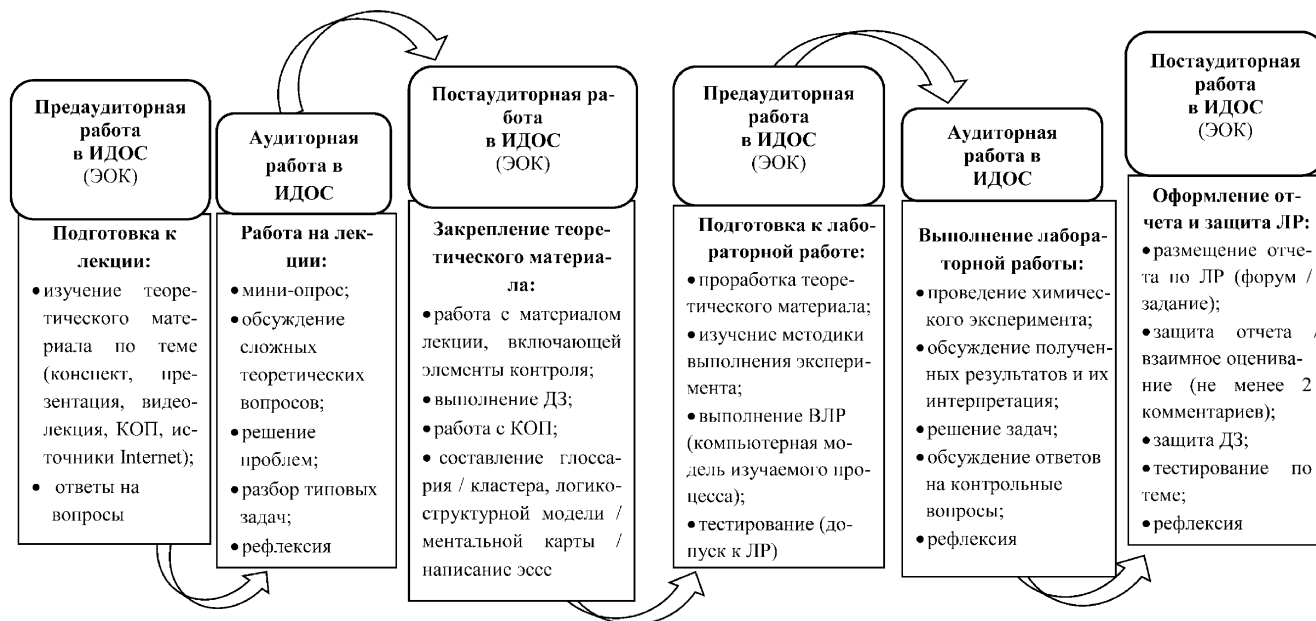 Предаудиторная
работа
в ИДОС
(ЭОК)
Подготовка к
лекции:
• изучение теоре-
тического мате-
риала по теме
(конспект, пре-
зентация, видео-
лекция, КОП, ис-
точники Internet);
• ответы на
вопросы
Аудиторная
работа в
ИДОС
Работа на лек-
ции:
• мини-опрос;
• обсуждение
сложных
теоретических
вопросов;
• решение
проблем;
• разбор типовых
задач;
• рефлексия
Постаудиторная ра-
бота
в ИДОС
(ЭОК)
Закрепление теоре-
тического материа-
ла:
• работа с материалом
лекции, включающей
элементы контроля;
• выполнение ДЗ;
• работа с КОП;
• составление глосса-
рия / кластера, логико-
структурной модели /
ментальной карты /
написание эссе
Предаудиторная
работа
в ИДОС
(ЭОК)
Подготовка к лабо-
раторной работе:
• проработка теоре-
тического материала;
• изучение методики
выполнения экспери-
мента;
• выполнение ВЛР
(компьютерная мо-
дель изучаемого про-
цесса);
• тестирование (до-
пуск к ЛР)
Аудиторная
работа в
ИДОС
Выполнение лабора-
торной работы:
• проведение химичес-
кого эксперимента;
• обсуждение получен-
ных результатов и их
интерпретация;
• решение задач;
• обсуждение ответов
на контрольные
вопросы;
• рефлексия
Постаудиторная
работа
в ИДОС
(ЭОК)
Оформление от-
чета и защита ЛР:
• размещение отче-
та по ЛР (форум /
задание);
• защита отчета /
взаимное оценива-
ние (не менее 2
комментариев);
• защита ДЗ;
• тестирование по
теме;
• рефлексия